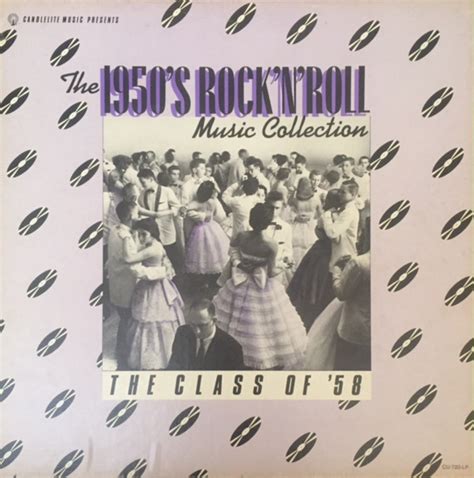 CANDLELITE MUSIC PRESENTS
The 1950'S ROCK'N'ROLL
Music Collection
THE CLASS OF '58